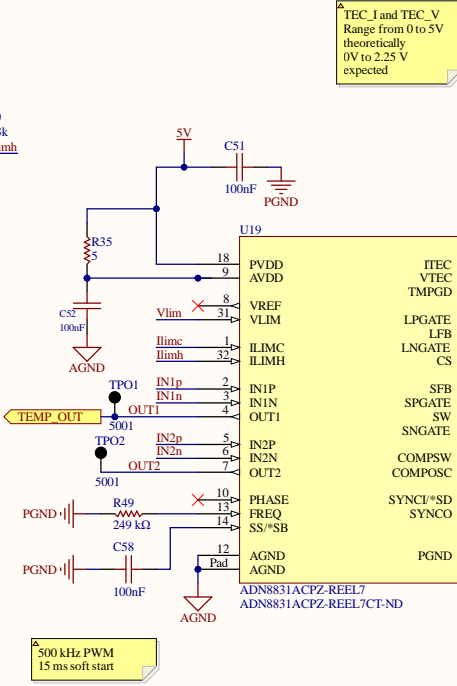 TEC_I and TEC_V
Range from 0 to 5V
theoretically
0V to 2.25 V
expected
imh
5V
C51
100nF
PGND
U19
R35
5
18 PVDD
9 AVDD
C52
100nF
AGND
8 VREF
Vlim 31 VLIM
Ilimc 1 ILIMC
Ilimh 32 ILIMH
TPO1
5001
IN1p 2 IN1P
IN1n 3 IN1N
TEMP_OUT OUT1 4 OUT1
TPO2
5001
IN2p 5 IN2P
IN2n 6 IN2N
OUT2 7 OUT2
10 PHASE
PGND R49 13 FREQ
249 kΩ
14 SS/*SB
PGND C58
100nF
12 AGND
Pad AGND
AGND
ITEC
VTEC
TMPGD
LPGATE
LFB
LNGATE
CS
SFB
SPGATE
SW
SNGATE
COMPSW
COMPOSC
SYNCI/*SD
SYNCO
PGND
ADN8831ACPZ-REEL7
ADN8831ACPZ-REEL7CT-ND
500 kHz PWM
15 ms soft start